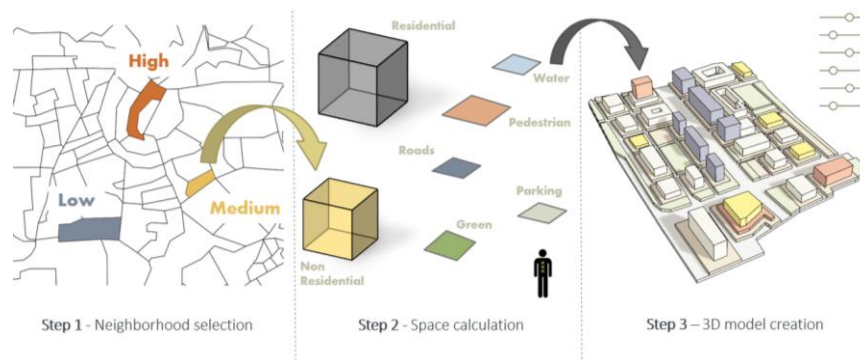 High
Low
Medium
Step 1 - Neighborhood selection
Residential
Water
Pedestrian
Roads
Parking
Green
Non
Residential
Step 2 - Space calculation
Step 3 – 3D model creation